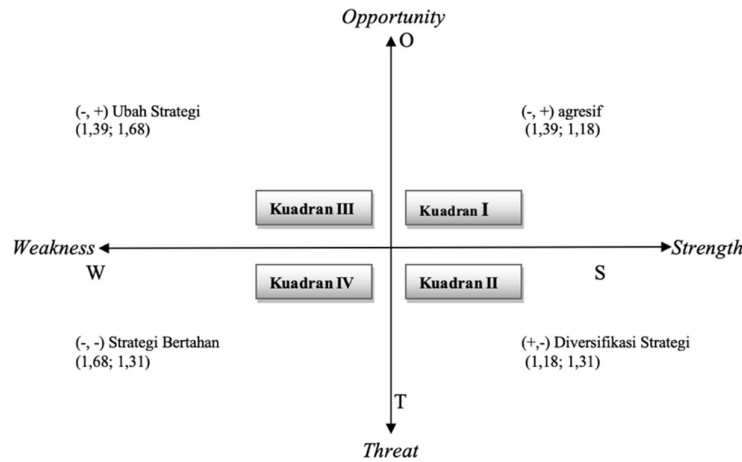 Opportunity
O
(-, +) Ubah Strategi
(1,39; 1,68)
(-, +) agresif
(1,39; 1,18)
Kuadran III
Kuadran I
Weakness
Strength
W
S
Kuadran IV
Kuadran II
(-, -) Strategi Bertahan
(1,68; 1,31)
(+,-) Diversifikasi Strategi
(1,18; 1,31)
T
Threat